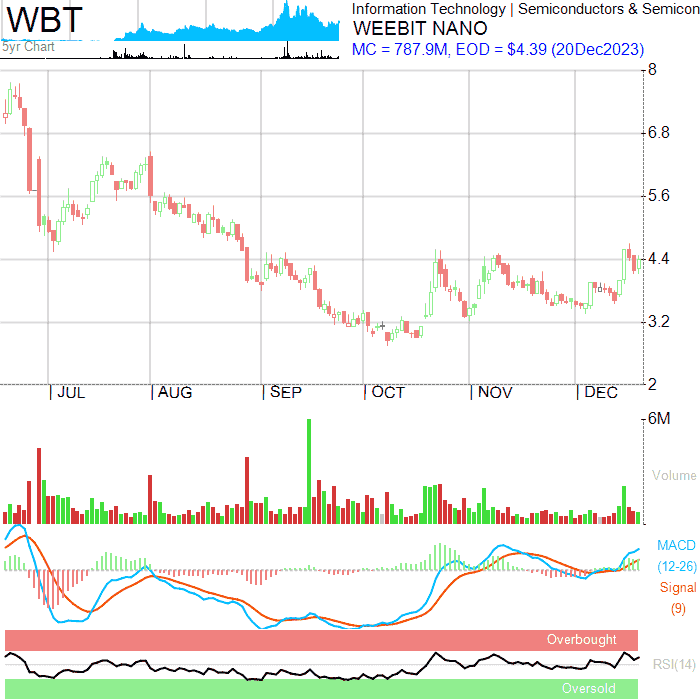 WBT
5yr Chart
Information Technology | Semiconductors & Semicon
WEEBIT NANO
MC = 787.9M, EOD = $4.39 (20Dec2023)
8
6.8
5.6
4.4
3.2
2
JUL AUG SEP OCT NOV DEC
6M
Volume
MACD
(12-26)
Signal
(9)
Overbought
RSI(14)
Oversold